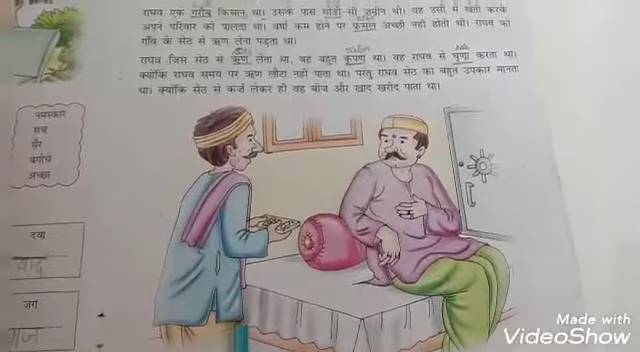 राघव एक ग़रीब किसान था। उसके पास थोड़ी-सी ज़मीन थी। वह उसी में खेती करके
अपने परिवार को पालता था। वर्षा कम होने पर फ़सल अच्छी नहीं होती थी। राघव को
गाँव के सेठ से ऋण लेना पड़ता था।
राघव जिस सेठ से ऋण लेता था, वह बहुत कृपण था। वह राघव से घृणा करता था।
क्योंकि राघव समय पर ऋण लौटा नहीं पाता था। परंतु राघव सेठ का बहुत उपकार मानता
था। क्योंकि सेठ से कर्ज लेकर ही वह बीज और खाद खरीद पाता था।
नमस्कार
सच
सैर
बगीचे
अच्छा
दवा
वाद
जग
गज
Made with
VideoShow